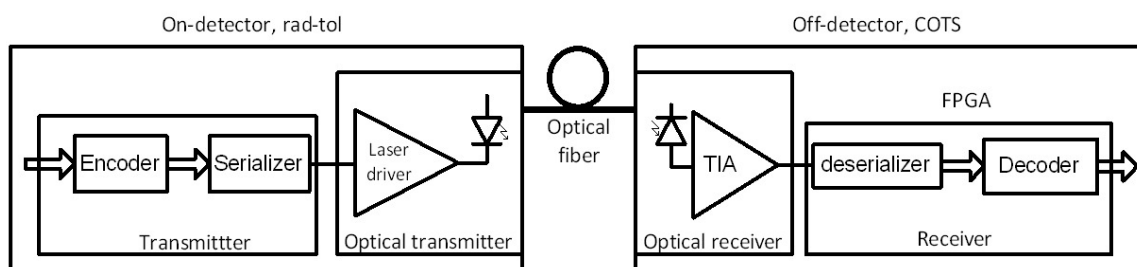 On-detector, rad-tol
Off-detector, COTS
Encoder
Serializer
Laser
driver
Transmittter
Optical transmitter
Optical
fiber
TIA
Optical receiver
FPGA
deserializer
Decoder
Receiver